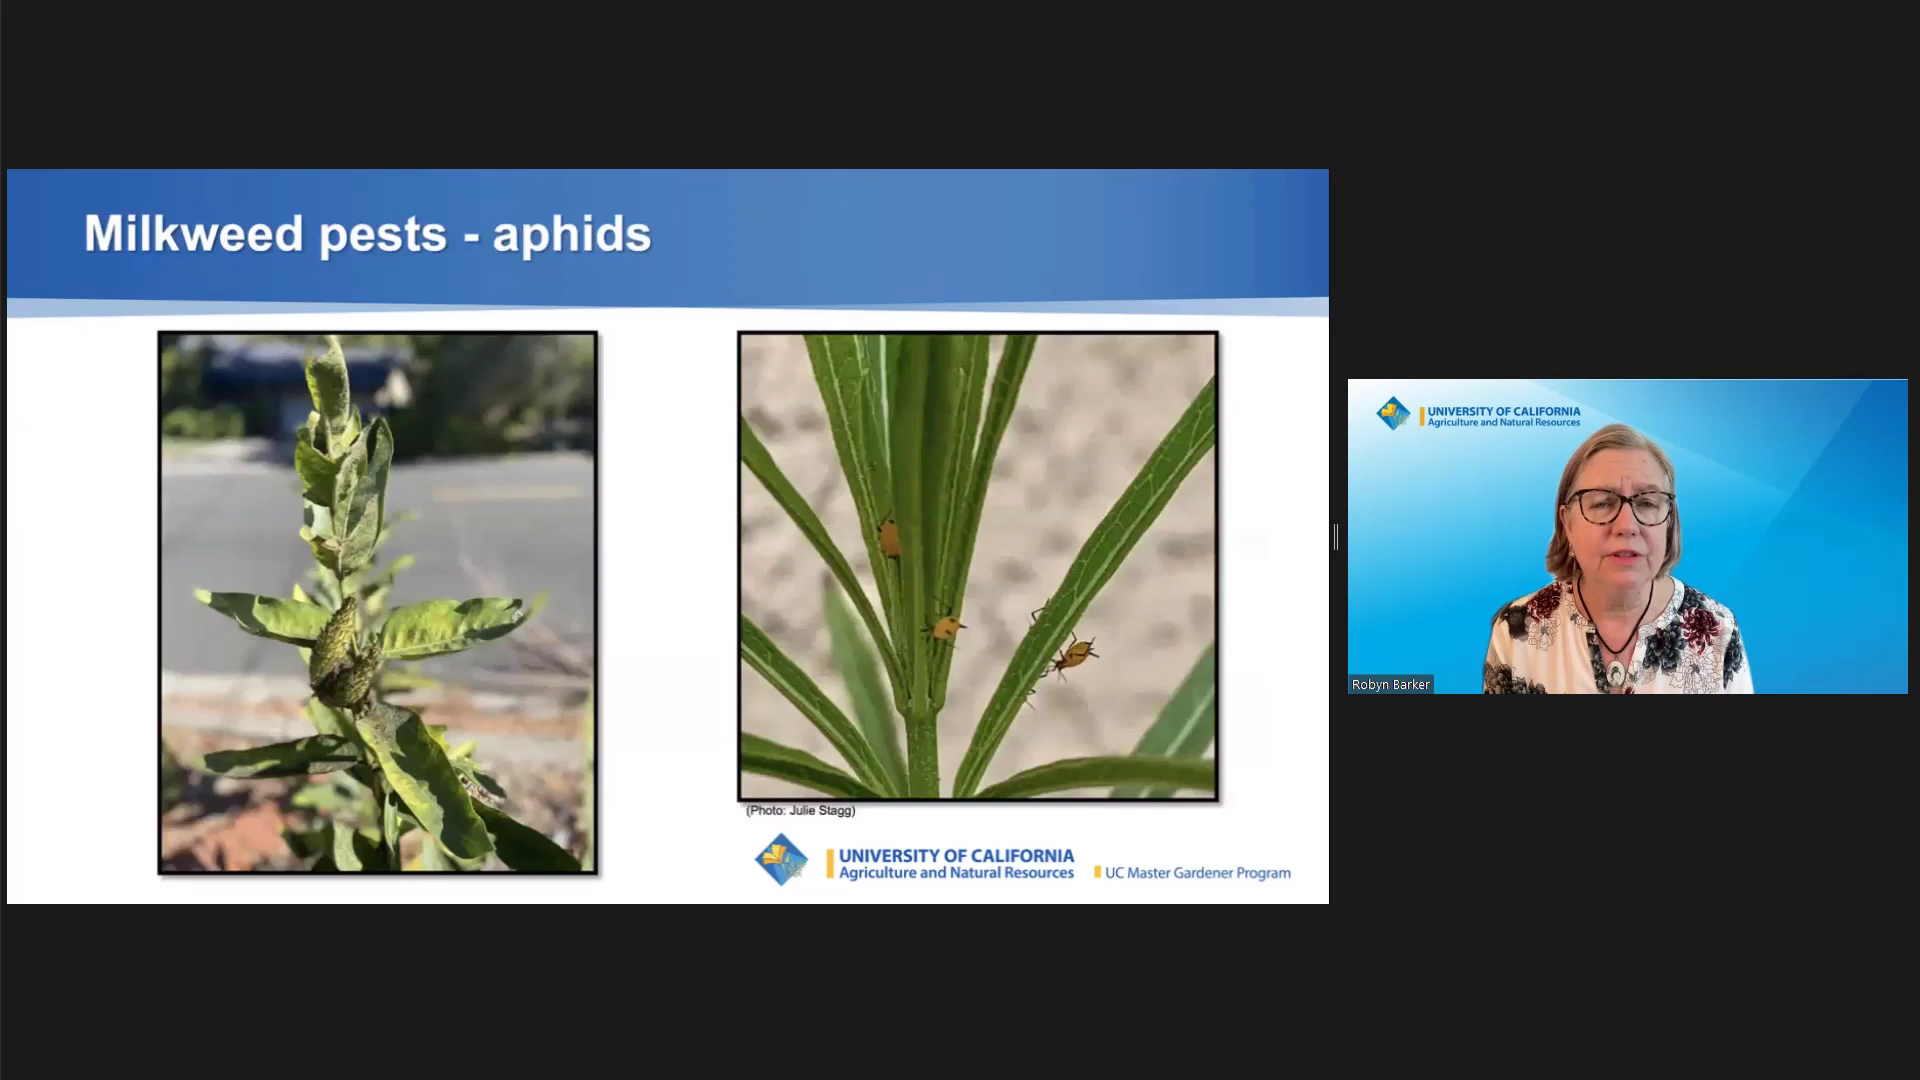 Milkweed pests - aphids
(Photo: Julie Stagg)
UNIVERSITY OF CALIFORNIA
Agriculture and Natural Resources
UC Master Gardener Program
UNIVERSITY OF CALIFORNIA
Agriculture and Natural Resources
Robyn Barker